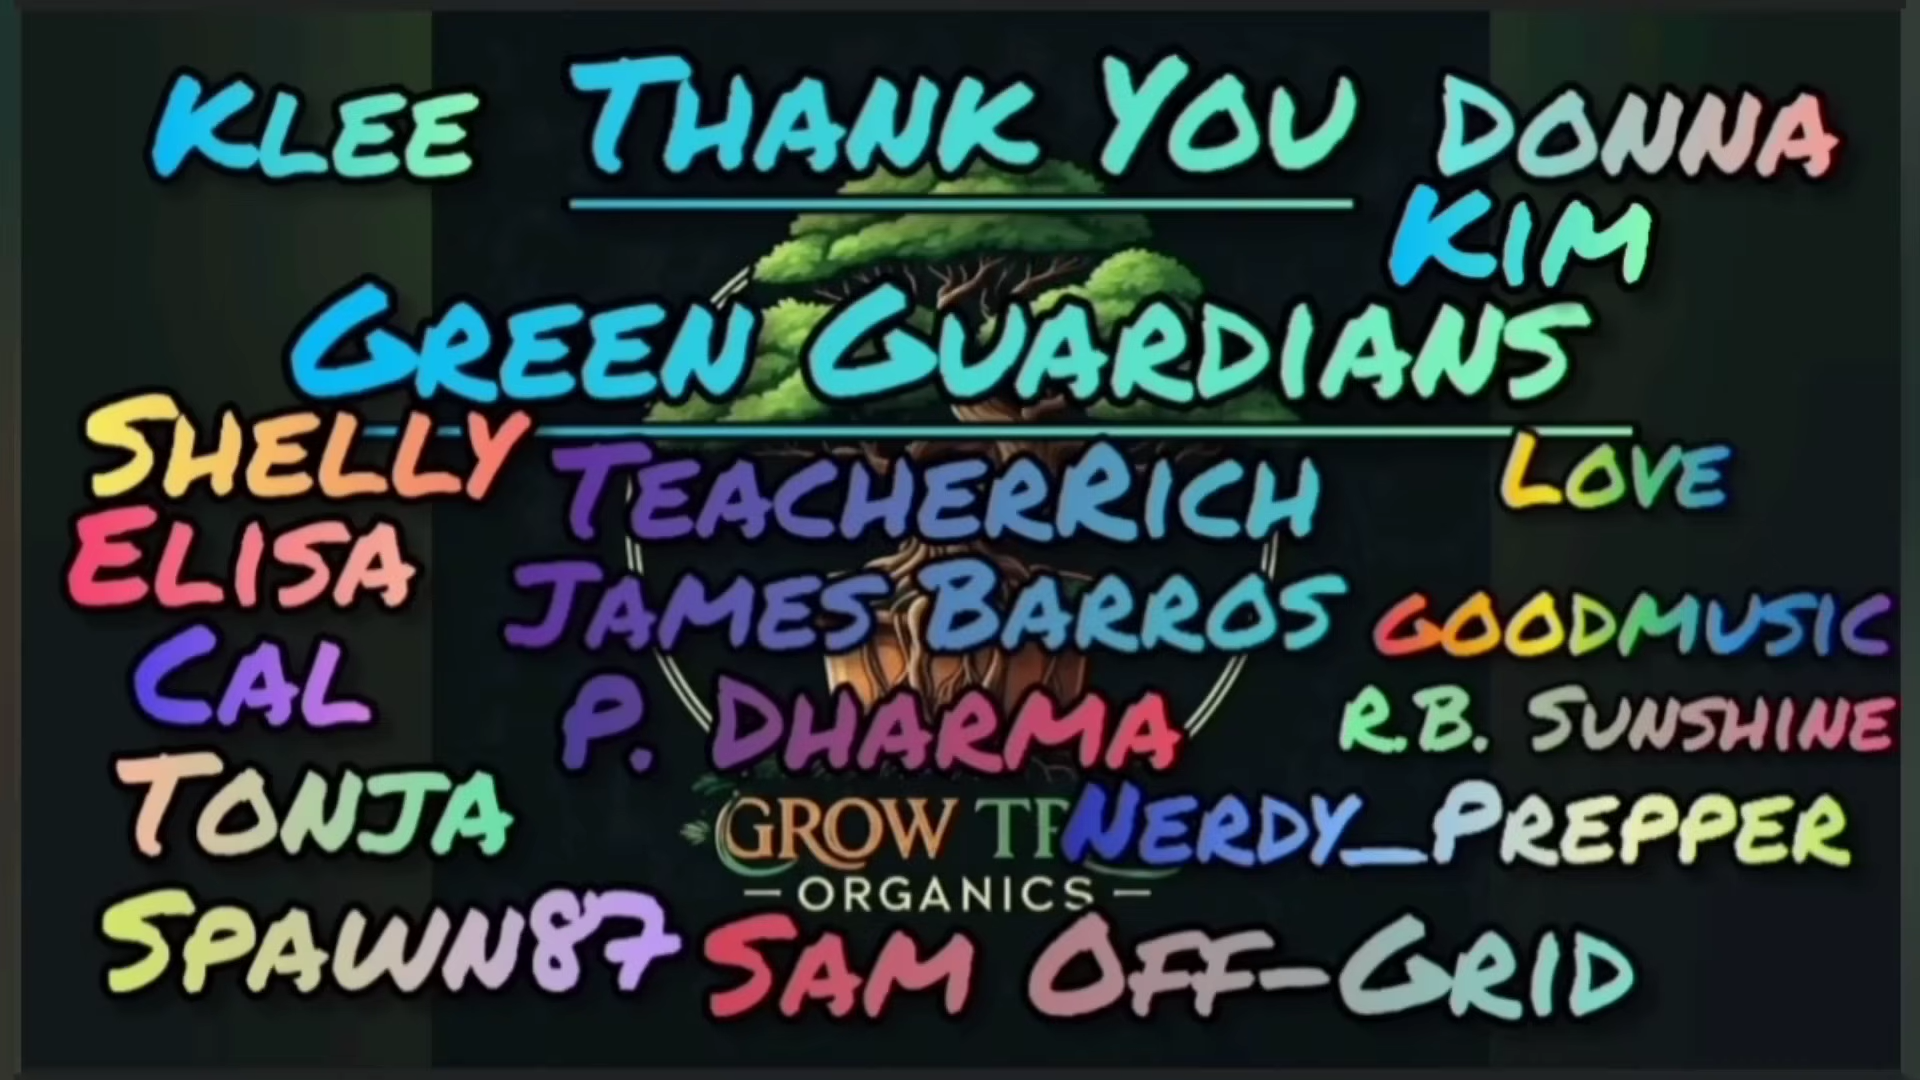 Klee
Thank You
Donna
Kim
Green Guardians
Shelly
TeacherRich
Love
Elisa
James Barros
GoodMusic
Cal
P. Dharma
R.B. Sunshine
Tonja
GROW
Nerdy_Prepper
ORGANICS
Spawn87
Sam Off-Grid